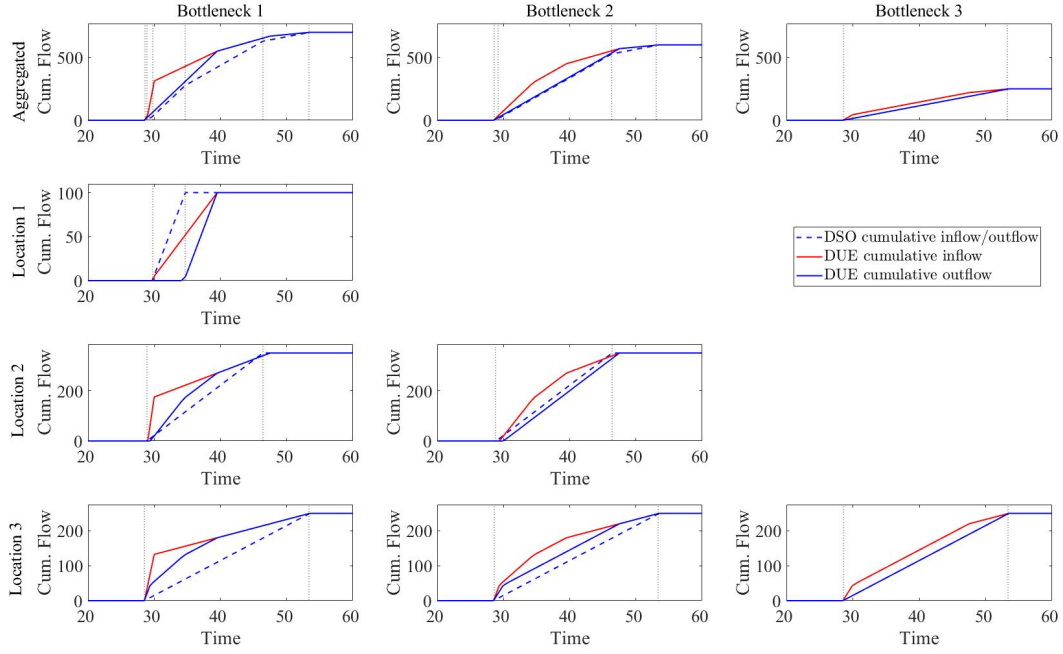 Bottleneck 1
Bottleneck 2
Bottleneck 3
Aggregated
Cum. Flow
500
0
20 30 40 50 60
Time
Cum. Flow
500
0
20 30 40 50 60
Time
Cum. Flow
500
0
20 30 40 50 60
Time
Location 1
Cum. Flow
100
50
0
20 30 40 50 60
Time
DSO cumulative inflow/outflow
DUE cumulative inflow
DUE cumulative outflow
Location 2
Cum. Flow
200
0
20 30 40 50 60
Time
Cum. Flow
200
0
20 30 40 50 60
Time
Location 3
Cum. Flow
200
100
0
20 30 40 50 60
Time
Cum. Flow
200
100
0
20 30 40 50 60
Time
Cum. Flow
200
100
0
20 30 40 50 60
Time